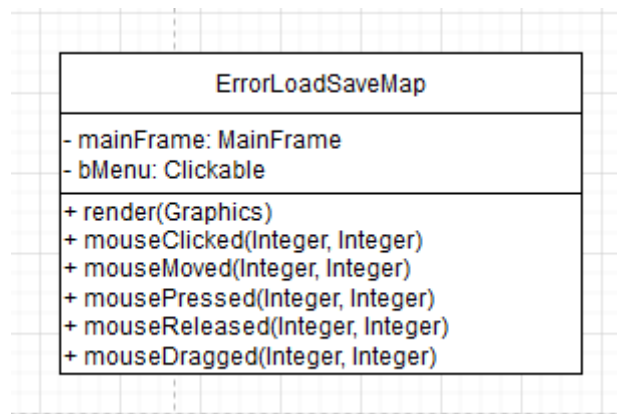 ErrorLoadSaveMap
- mainFrame: MainFrame
- bMenu: Clickable
+ render(Graphics)
+ mouseClicked(Integer, Integer)
+ mouseMoved(Integer, Integer)
+ mousePressed(Integer, Integer)
+ mouseReleased(Integer, Integer)
+ mouseDragged(Integer, Integer)